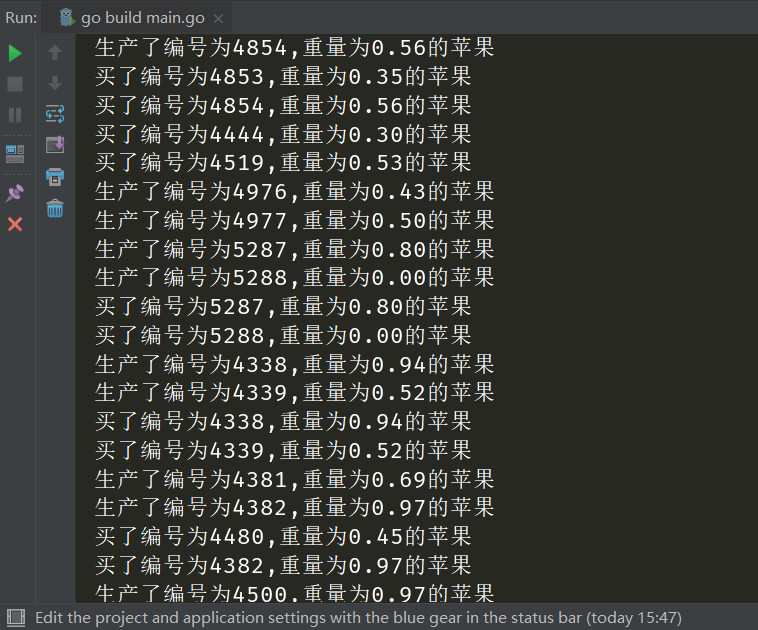 Run: go build main.go ×
生产了编号为4854,重量为0.56的苹果
买了编号为4853,重量为0.35的苹果
买了编号为4854,重量为0.56的苹果
买了编号为4444,重量为0.30的苹果
买了编号为4519,重量为0.53的苹果
生产了编号为4976,重量为0.43的苹果
生产了编号为4977,重量为0.50的苹果
生产了编号为5287,重量为0.80的苹果
生产了编号为5288,重量为0.00的苹果
买了编号为5287,重量为0.80的苹果
买了编号为5288,重量为0.00的苹果
生产了编号为4338,重量为0.94的苹果
生产了编号为4339,重量为0.52的苹果
买了编号为4338,重量为0.94的苹果
买了编号为4339,重量为0.52的苹果
生产了编号为4381,重量为0.69的苹果
生产了编号为4382,重量为0.97的苹果
买了编号为4480,重量为0.45的苹果
买了编号为4382,重量为0.97的苹果
生产了编号为4500,重量为0.97的苹果
Edit the project and application settings with the blue gear in the status bar (today 15:47)